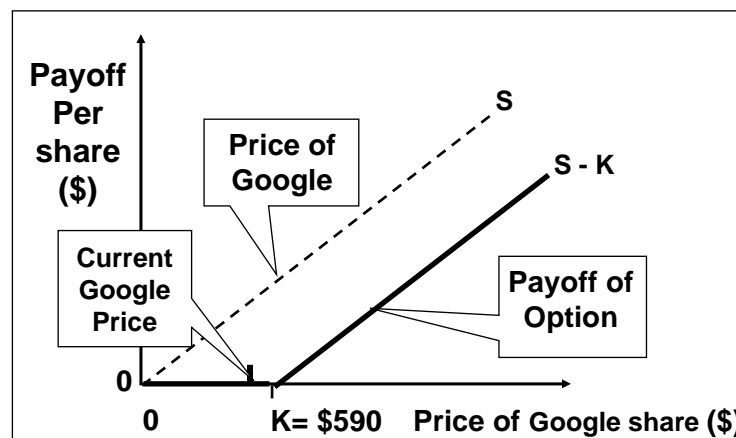 Payoff
Per
share
($)
S
Price of
Google
S - K
Current
Google
Price
Payoff of
Option
0
0
K= $590
Price of Google share ($)